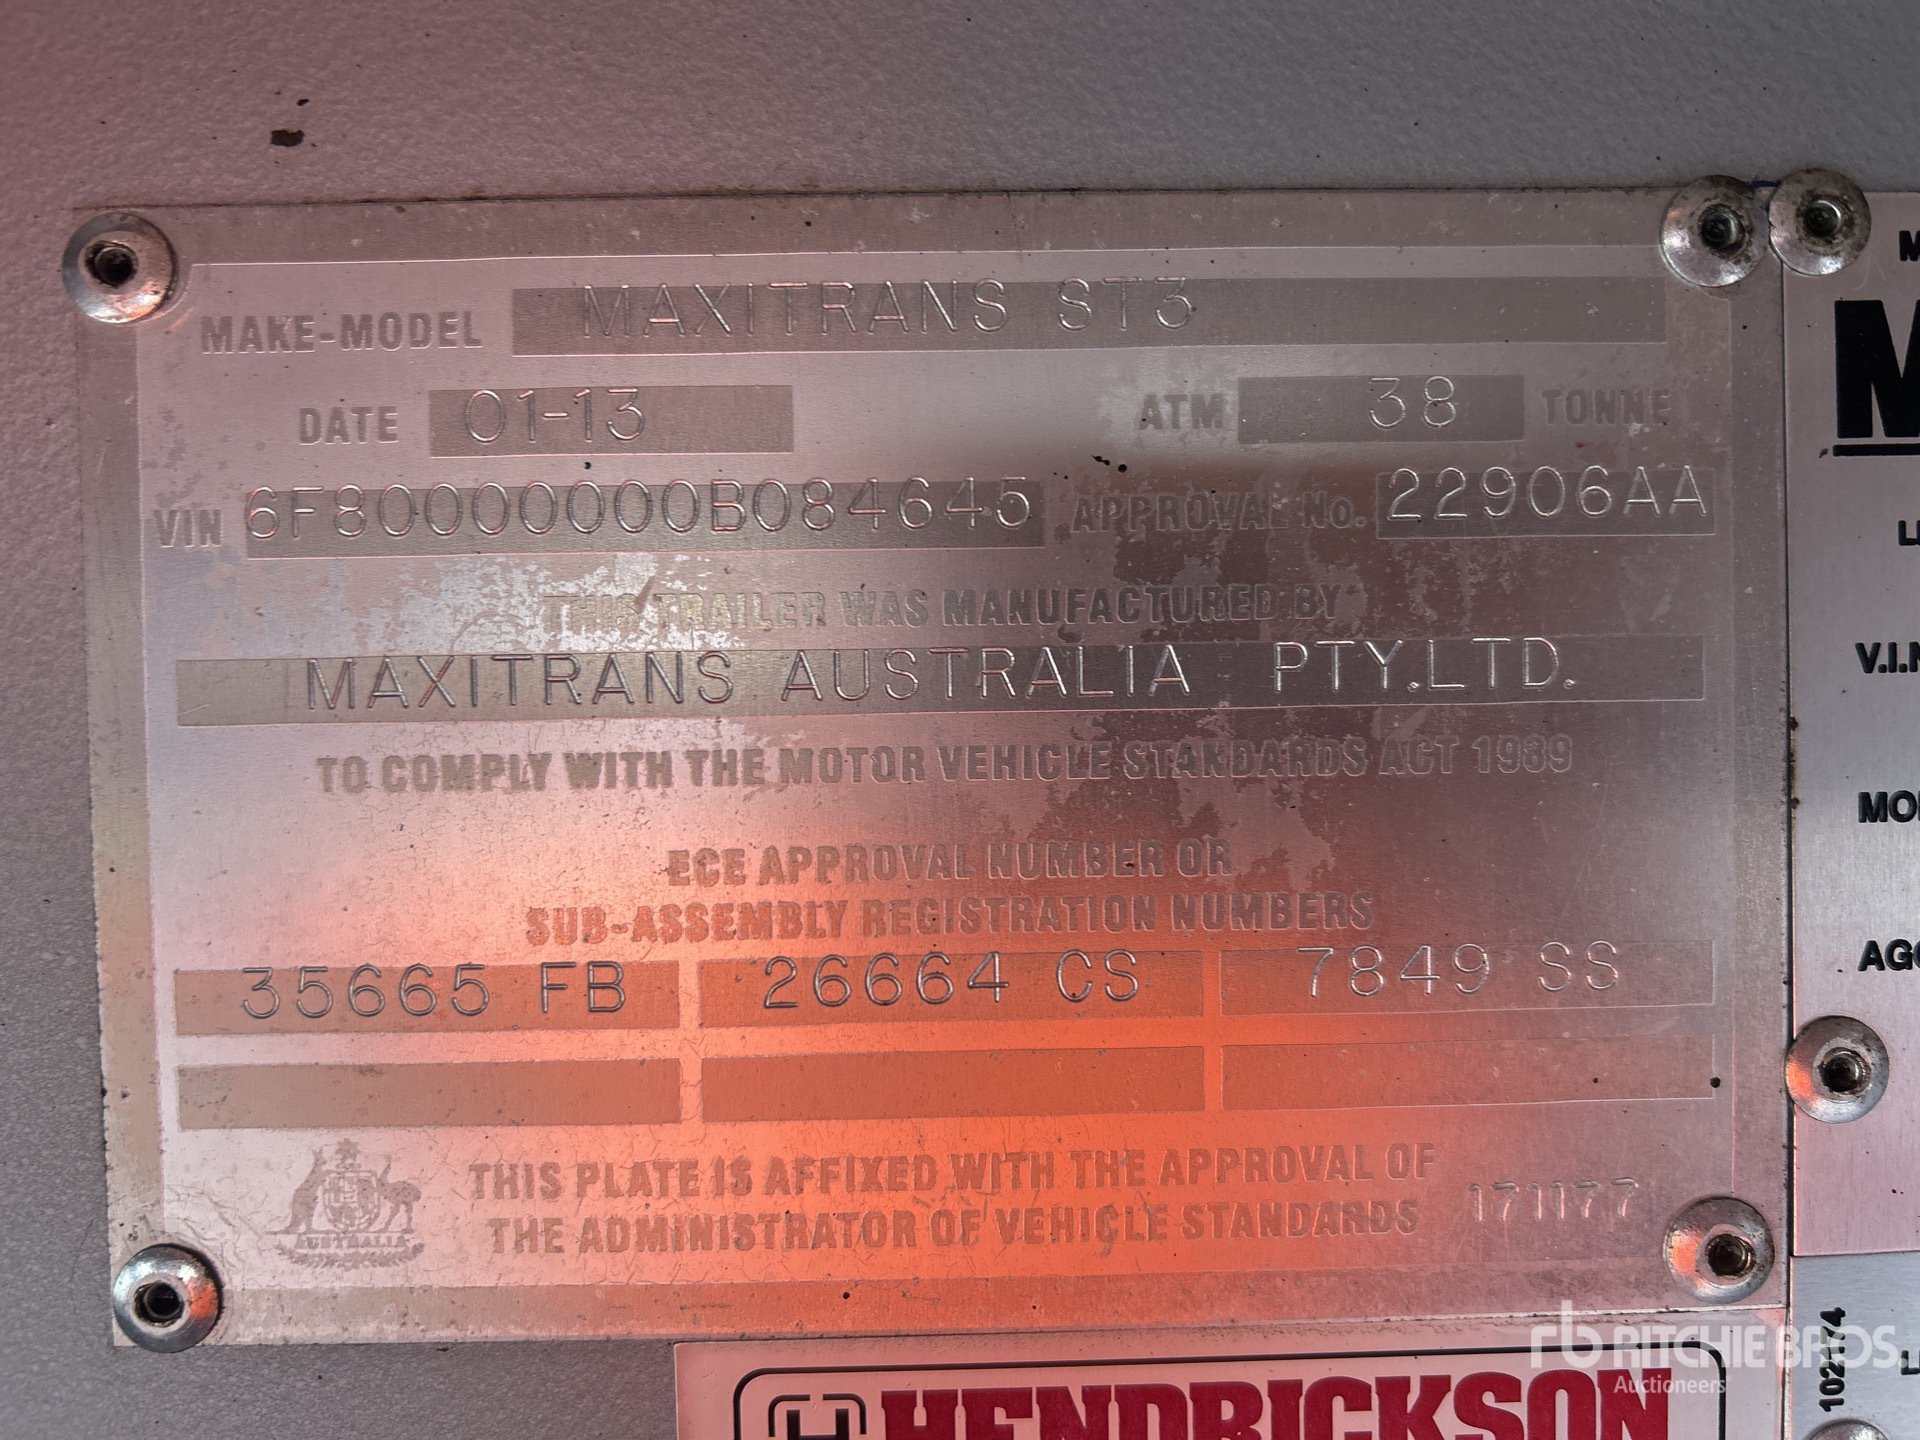 MAKE-MODEL MAXITRANS ST3
DATE 01-13 ATM 38 TONNE
VIN 6F80000000B084645 APPROVAL No. 22906AA
THIS TRAILER WAS MANUFACTURED BY
MAXITRANS AUSTRALIA PTY.LTD.
TO COMPLY WITH THE MOTOR VEHICLE STANDARDS ACT 1989
ECE APPROVAL NUMBER OR
SUB-ASSEMBLY REGISTRATION NUMBERS
35665 FB 26664 CS 7849 SS
AUSTRALIA
THIS PLATE IS AFFIXED WITH THE APPROVAL OF
THE ADMINISTRATOR OF VEHICLE STANDARDS
171177
HENDRICKSON
V.I.N
102174
rb RITCHIE BROS.
Auctioneers